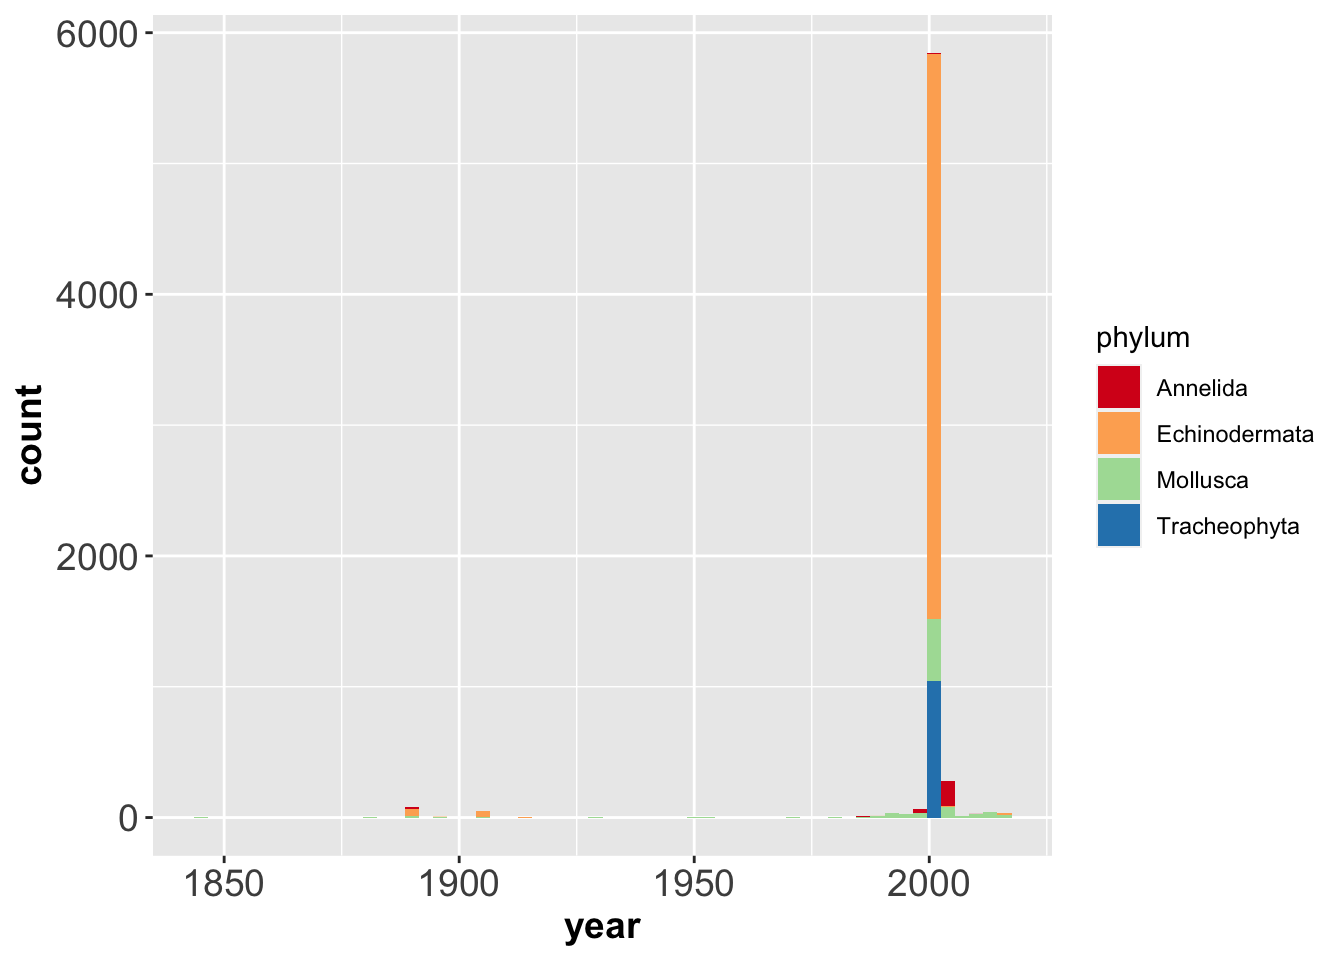 6000
4000
2000
0
count
1850 1900 1950 2000
year
phylum
Annelida
Echinodermata
Mollusca
Tracheophyta